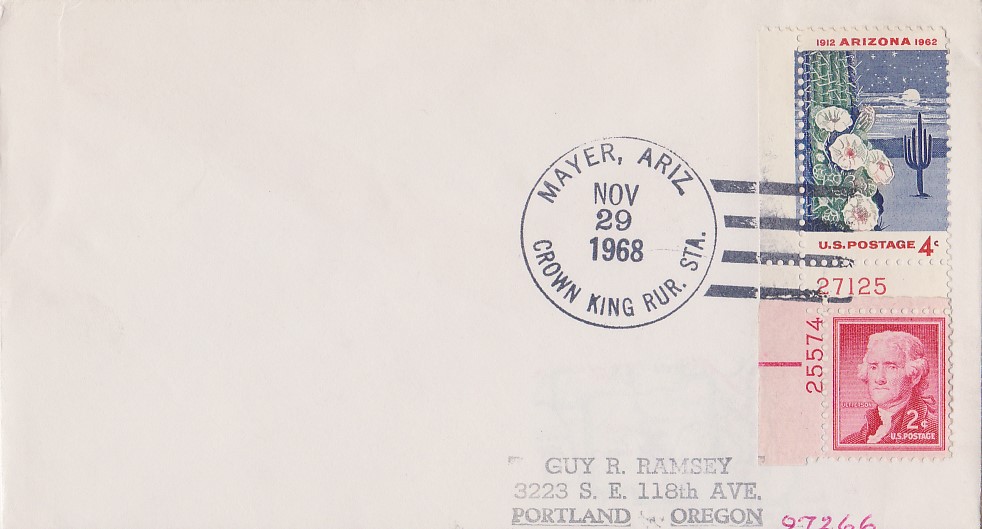 1912 ARIZONA 1962
U.S. POSTAGE 4¢
27125
MAYER, ARIZ.
NOV
29
1968
CROWN KING RUR. STA.
25574
JEFFERSON
2¢
U.S. POSTAGE
GUY R. RAMSEY
3223 S. E. 118th AVE.
PORTLAND OREGON 97266